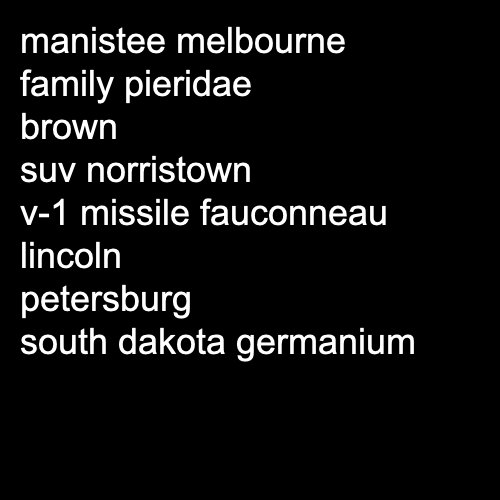 manistee melbourne
family pieridae
brown
suv norristown
v-1 missile fauconneau
lincoln
petersburg
south dakota germanium